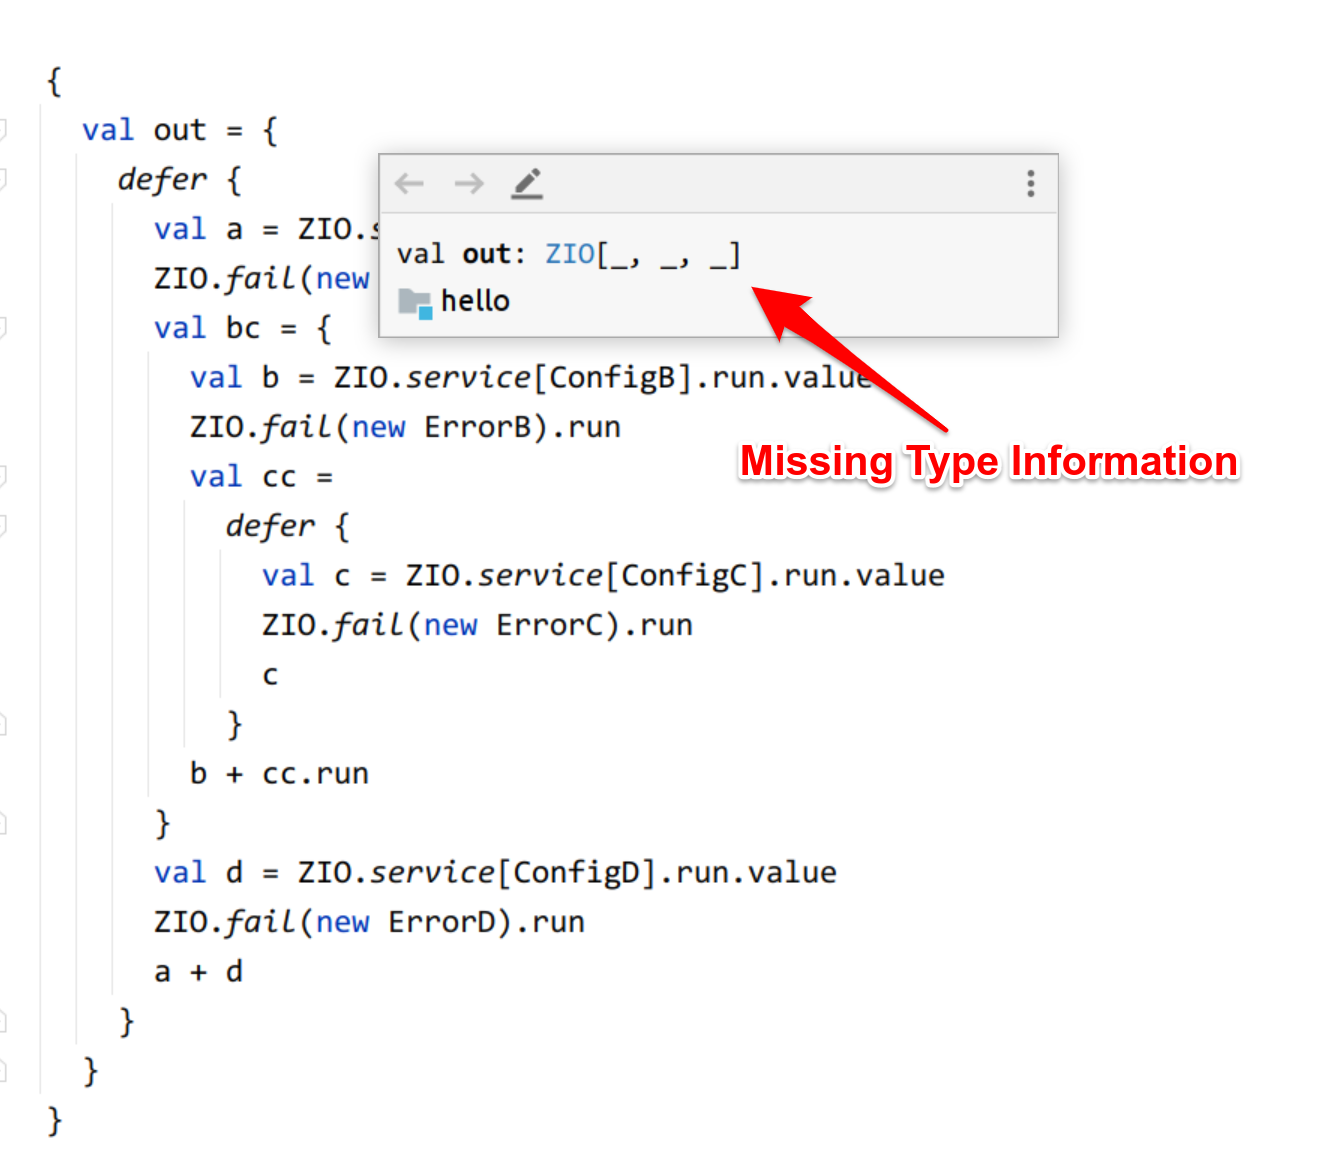 {
val out = {
defer {
val a = ZIO.s
ZIO.fail(new
val bc = {
val out: ZIO[_, _, _]
hello
val b = ZIO.service[ConfigB].run.value
ZIO.fail(new ErrorB).run
Missing Type Information
val cc =
defer {
val c = ZIO.service[ConfigC].run.value
ZIO.fail(new ErrorC).run
c
}
b + cc.run
}
val d = ZIO.service[ConfigD].run.value
ZIO.fail(new ErrorD).run
a + d
}
}
}